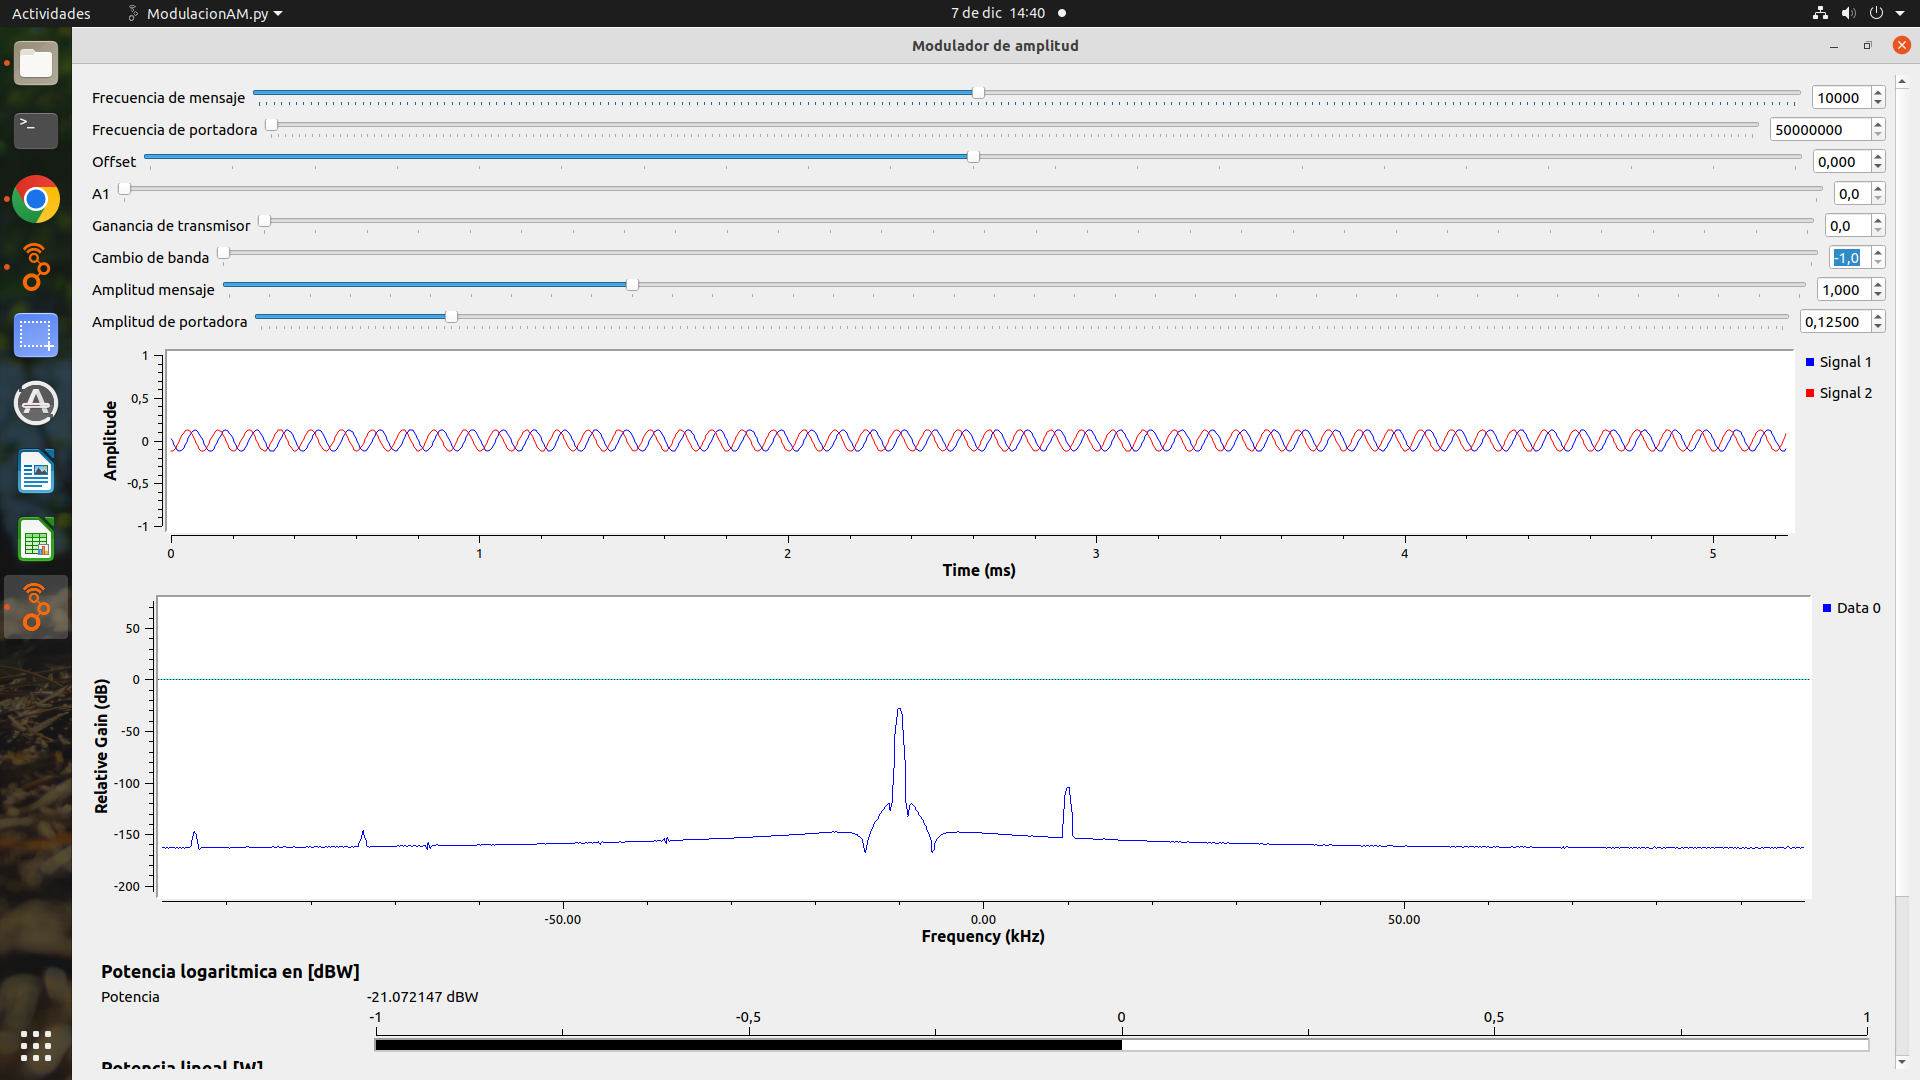 Actividades ModulacionAM.py 7 de dic 14:40
Modulador de amplitud
Frecuencia de mensaje 10000
Frecuencia de portadora 50000000
Offset 0,000
A1 0,0
Ganancia de transmisor 0,0
Cambio de banda -1,0
Amplitud mensaje 1,000
Amplitud de portadora 0,12500
1
0,5
0
-0,5
-1
Amplitude
Signal 1
Signal 2
0 1 2 3 4 5
Time (ms)
50
0
-50
-100
-150
-200
Relative Gain (dB)
Data 0
-50.00 0.00 50.00
Frequency (kHz)
Potencia logaritmica en [dBW]
Potencia -21.072147 dBW
-1 -0,5 0 0,5 1
Potencia lineal [W]